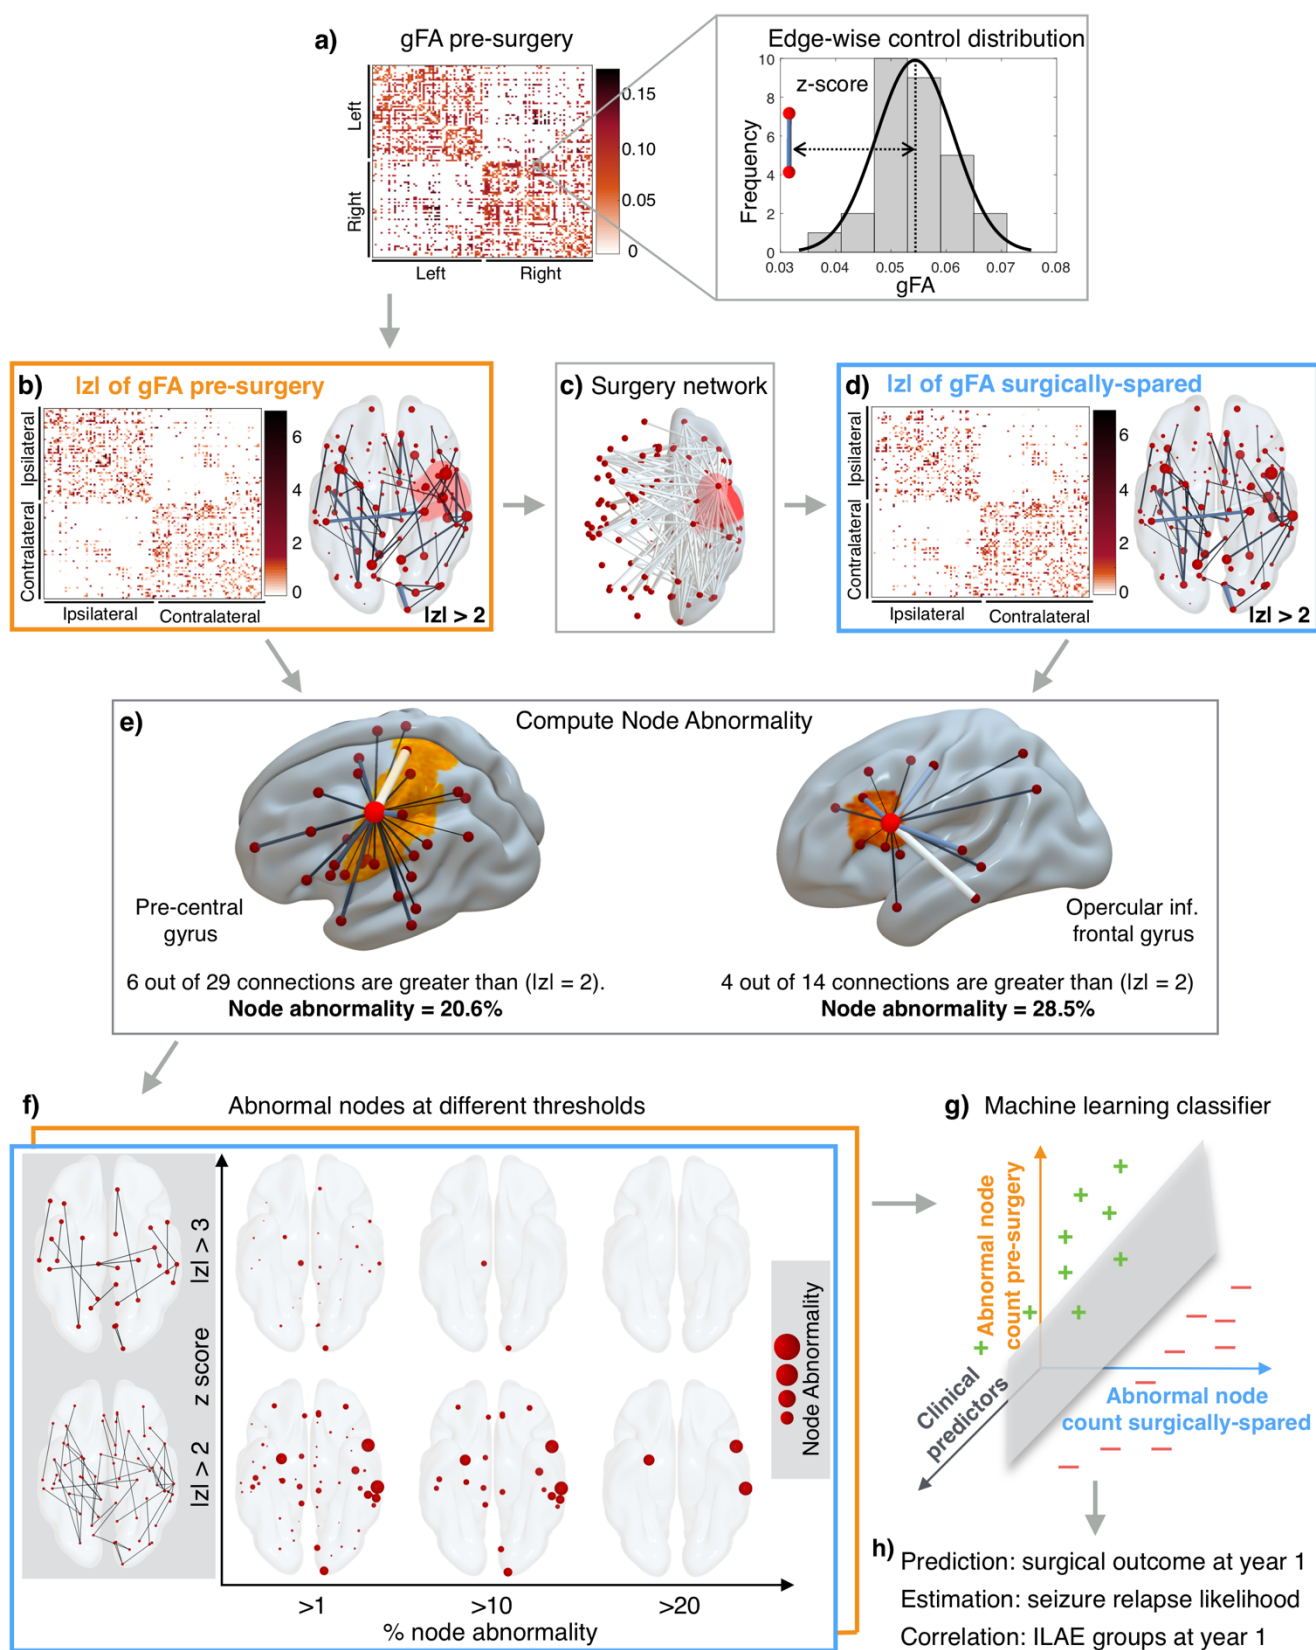 a)
gFA pre-surgery
Left
Right
Left
Right
0.15
0.10
0.05
0
Edge-wise control distribution
z-score
Frequency
10
8
6
4
2
0
0.03
0.04
0.05
0.06
0.07
0.08
gFA
b)
|z| of gFA pre-surgery
Ipsilateral
Contralateral
Ipsilateral
Contralateral
6
4
2
0
|z| > 2
c) Surgery network
d)
|z| of gFA surgically-spared
Ipsilateral
Contralateral
Ipsilateral
Contralateral
6
4
2
0
|z| > 2
e)
Compute Node Abnormality
Pre-central
gyrus
6 out of 29 connections are greater than (|z| = 2).
Node abnormality = 20.6%
Opercular inf.
frontal gyrus
4 out of 14 connections are greater than (|z| = 2)
Node abnormality = 28.5%
f)
Abnormal nodes at different thresholds
|z| > 3
z score
|z| > 2
>1
>10
>20
% node abnormality
Node Abnormality
g) Machine learning classifier
Abnormal node
count pre-surgery
Clinical
predictors
Abnormal node
count surgically-spared
h)
Prediction: surgical outcome at year 1
Estimation: seizure relapse likelihood
Correlation: ILAE groups at year 1